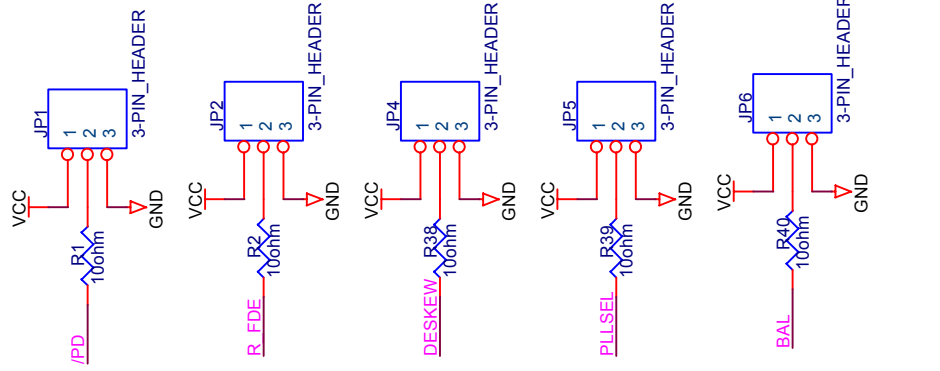 JP1
1
2
3
3-PIN_HEADER
VCC
GND
R1
10ohm
/PD
JP2
1
2
3
3-PIN_HEADER
VCC
GND
R2
10ohm
R_FDE
JP4
1
2
3
3-PIN_HEADER
VCC
GND
R38
10ohm
DESKEW
JP5
1
2
3
3-PIN_HEADER
VCC
GND
R39
10ohm
PLLSEL
JP6
1
2
3
3-PIN_HEADER
VCC
GND
R40
10ohm
BAL